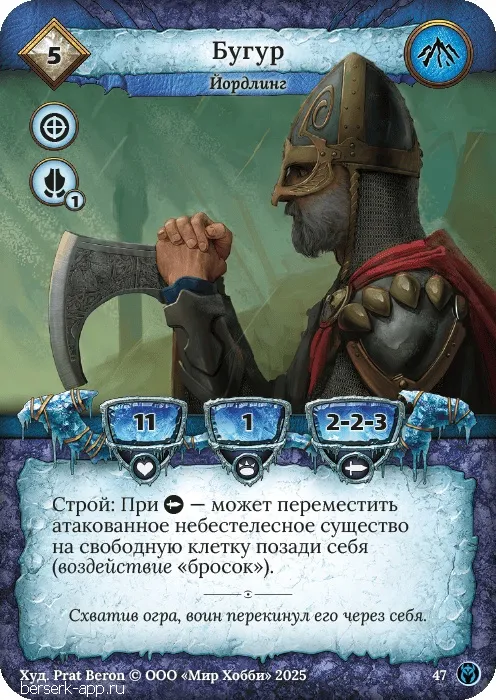 5
Бугур
Йордлинг
1
11
1
2-2-3
Строй: При — может переместить
атакованное небестелесное существо
на свободную клетку позади себя
(воздействие «бросок»).
Схватив огра, воин перекинул его через себя.
Худ. Prat Beron © ООО «Мир Хобби» 2025
47
berserk-app.ru